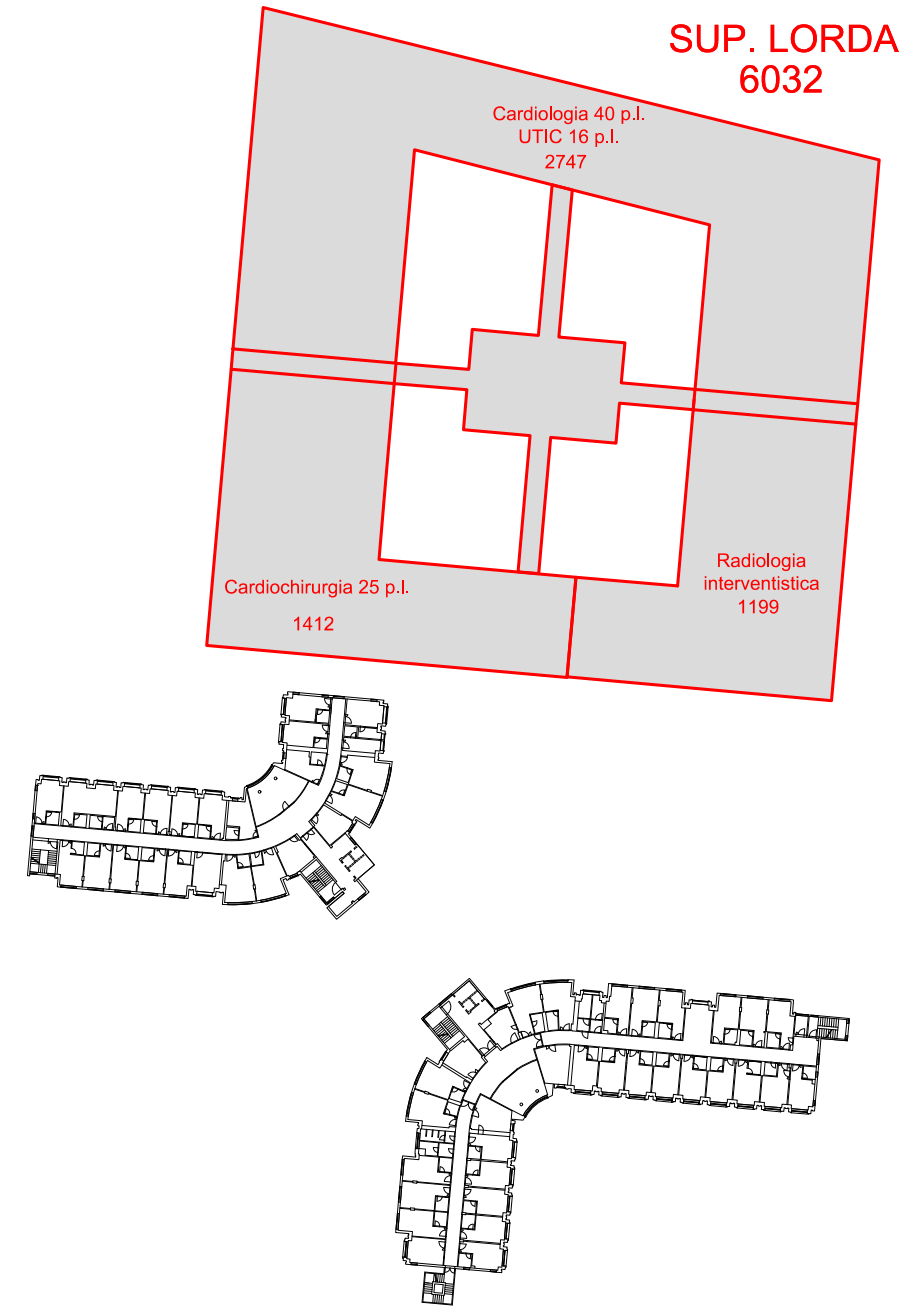 SUP. LORDA
6032
Cardiologia 40 p.l.
UTIC 16 p.l.
2747
Radiologia
interventistica
1199
Cardiochirurgia 25 p.l.
1412